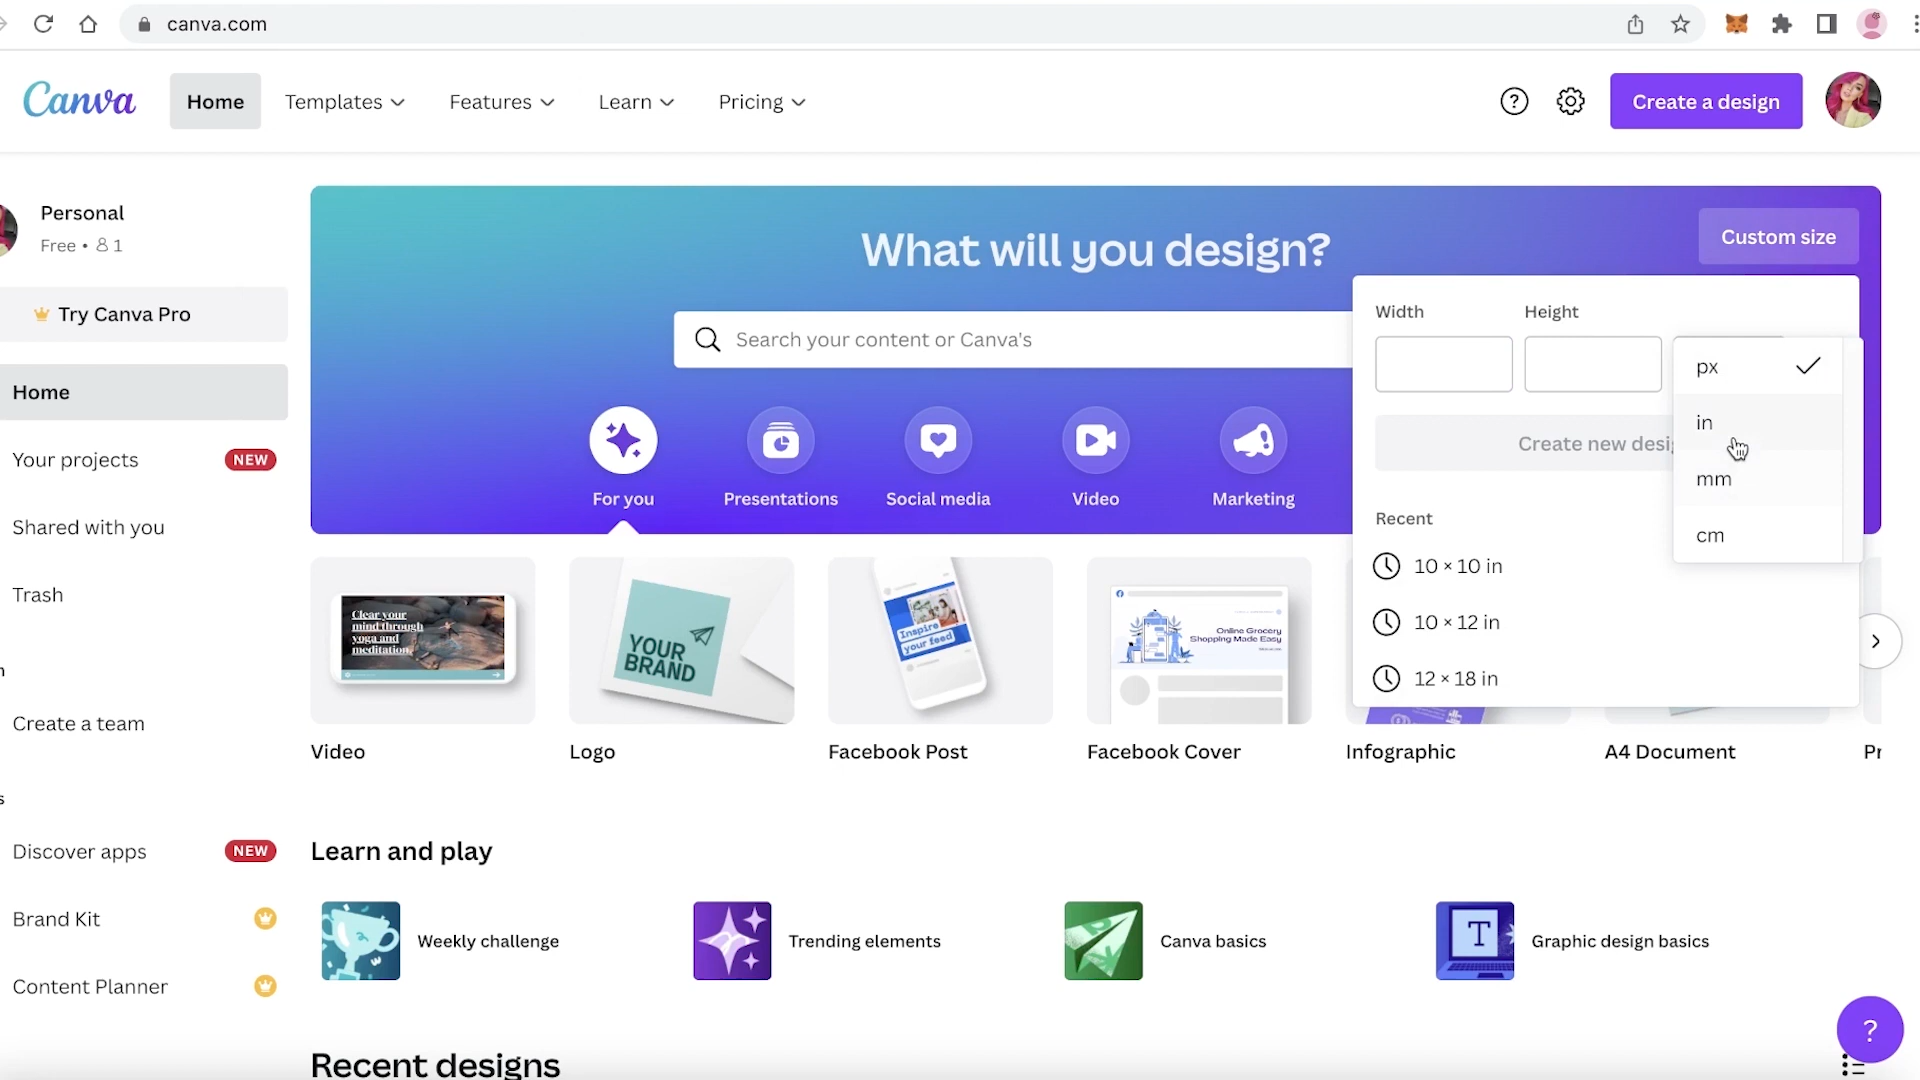 canva.com
Canva
Home
Templates
Features
Learn
Pricing
Create a design
Personal
Free • 1
Try Canva Pro
Home
Your projects
NEW
Shared with you
Trash
Create a team
Discover apps
NEW
Brand Kit
Content Planner
What will you design?
Custom size
Search your content or Canva's
For you
Presentations
Social media
Video
Marketing
Width
Height
px
in
mm
cm
Create new desig
Recent
10 × 10 in
10 × 12 in
12 × 18 in
Clear your
mind through
yoga and
meditation.
YOUR
BRAND
Inspire
your feed
Online Grocery
Shopping Made Easy
Video
Logo
Facebook Post
Facebook Cover
Infographic
A4 Document
Pr
Learn and play
Weekly challenge
Trending elements
T
Canva basics
Graphic design basics
?
Recent designs